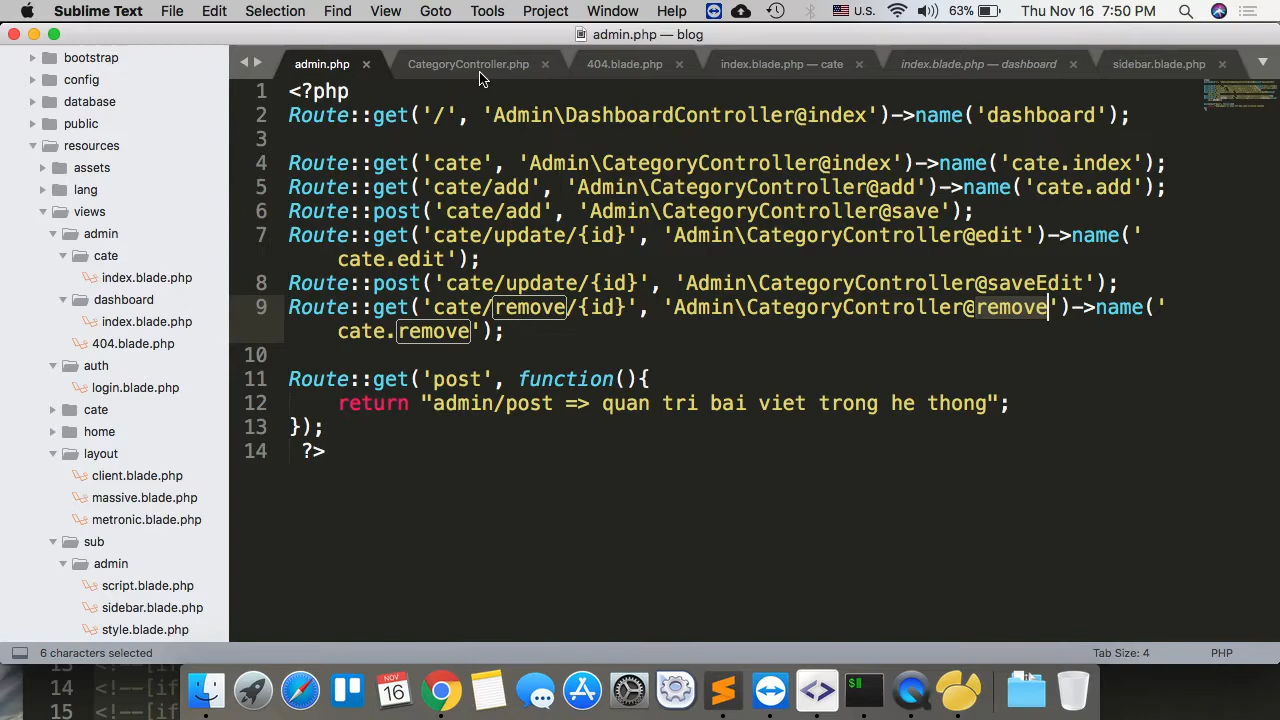 Sublime Text File Edit Selection Find View Goto Tools Project Window Help U.S. 63% Thu Nov 16 7:50 PM
admin.php — blog
admin.php CategoryController.php 404.blade.php index.blade.php — cate index.blade.php — dashboard sidebar.blade.php
bootstrap
config
database
public
resources
assets
lang
views
admin
cate
index.blade.php
dashboard
index.blade.php
404.blade.php
auth
login.blade.php
cate
home
layout
client.blade.php
massive.blade.php
metronic.blade.php
sub
admin
script.blade.php
sidebar.blade.php
style.blade.php
1 <?php
2 Route::get('/', 'Admin\DashboardController@index')->name('dashboard');
3
4 Route::get('cate', 'Admin\CategoryController@index')->name('cate.index');
5 Route::get('cate/add', 'Admin\CategoryController@add')->name('cate.add');
6 Route::post('cate/add', 'Admin\CategoryController@save');
7 Route::get('cate/update/{id}', 'Admin\CategoryController@edit')->name('
cate.edit');
8 Route::post('cate/update/{id}', 'Admin\CategoryController@saveEdit');
9 Route::get('cate/remove/{id}', 'Admin\CategoryController@remove')->name('
cate.remove');
10
11 Route::get('post', function(){
12 return "admin/post => quan tri bai viet trong he thong";
13 });
14 ?>
6 characters selected Tab Size: 4 PHP
14 <!--[if
15 <!--[if
NOV
16
$